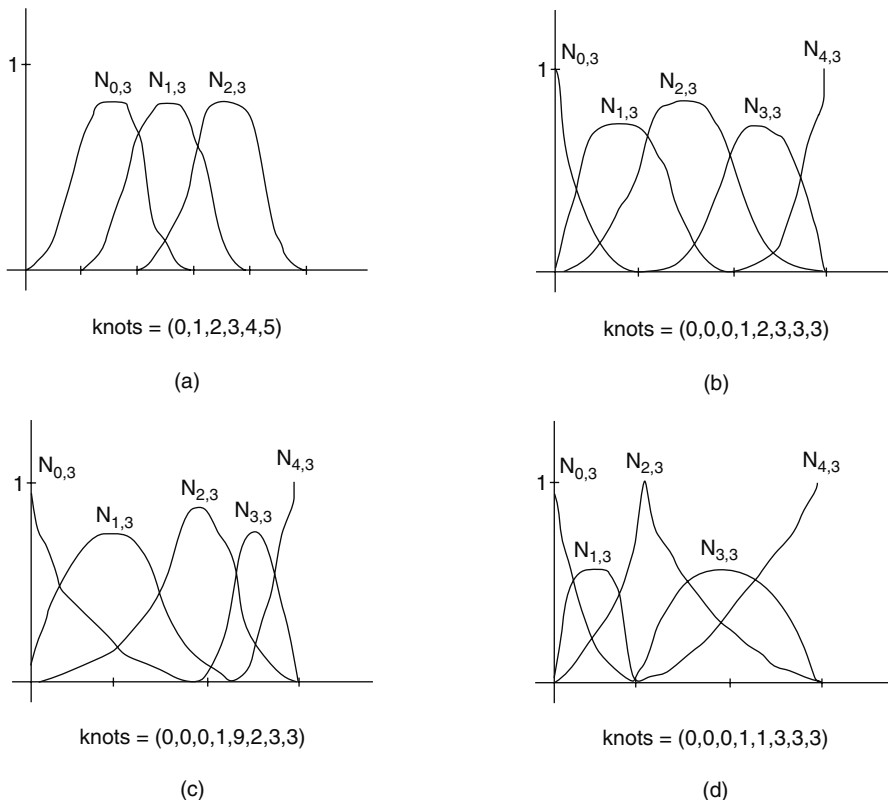 1
N0,3 N1,3 N2,3
knots = (0,1,2,3,4,5)
(a)
1
N0,3
N1,3
N2,3
N3,3
N4,3
knots = (0,0,0,1,2,3,3,3)
(b)
1
N0,3
N1,3
N2,3
N3,3
N4,3
knots = (0,0,0,1,9,2,3,3)
(c)
1
N0,3
N1,3
N2,3
N3,3
N4,3
knots = (0,0,0,1,1,3,3,3)
(d)